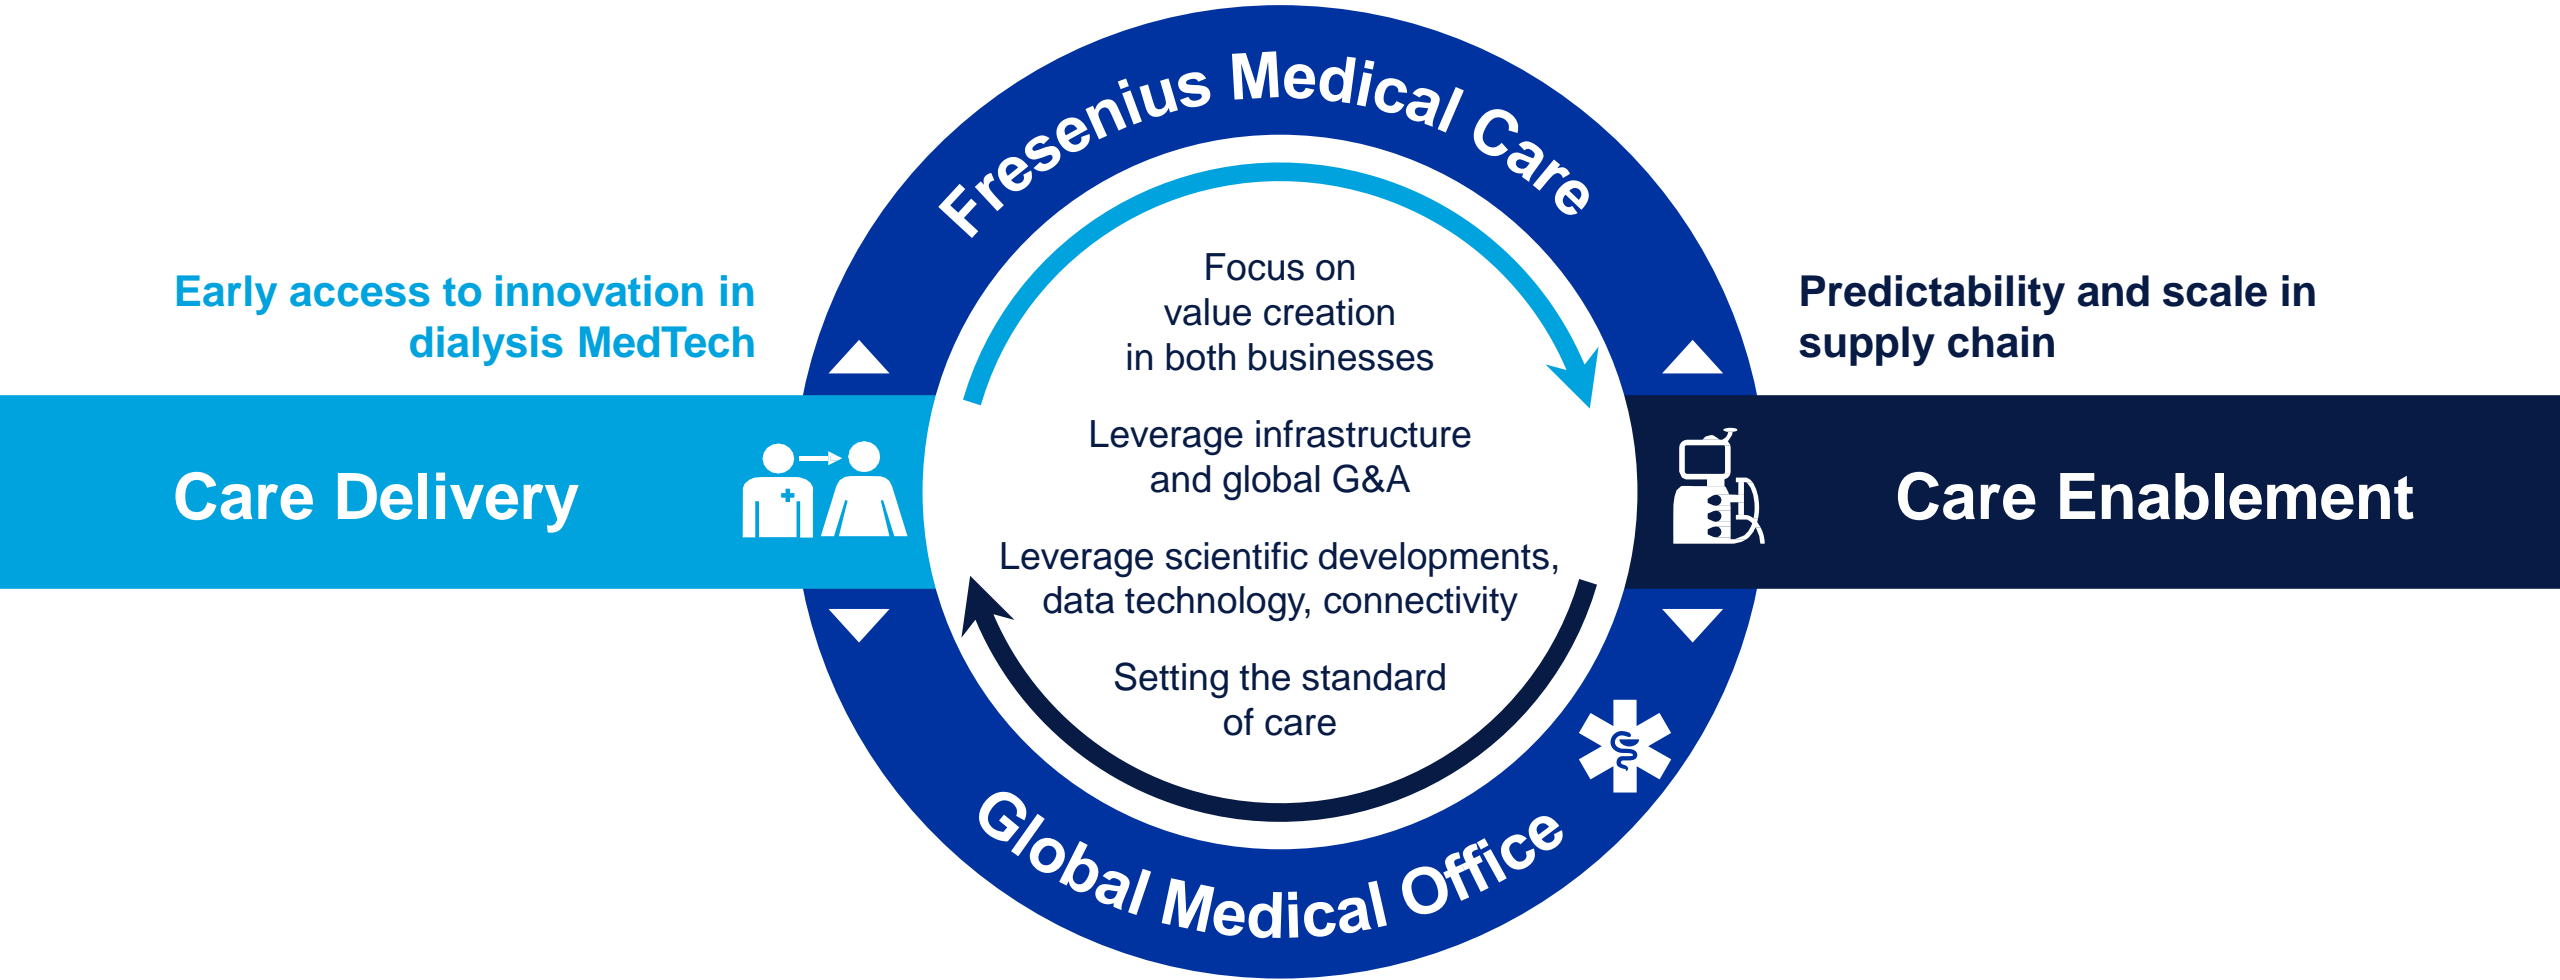 Fresenius Medical Care
Early access to innovation in
dialysis MedTech
Care Delivery
Focus on
value creation
in both businesses
Leverage infrastructure
and global G&A
Leverage scientific developments,
data technology, connectivity
Setting the standard
of care
Predictability and scale in
supply chain
Care Enablement
Global Medical Office